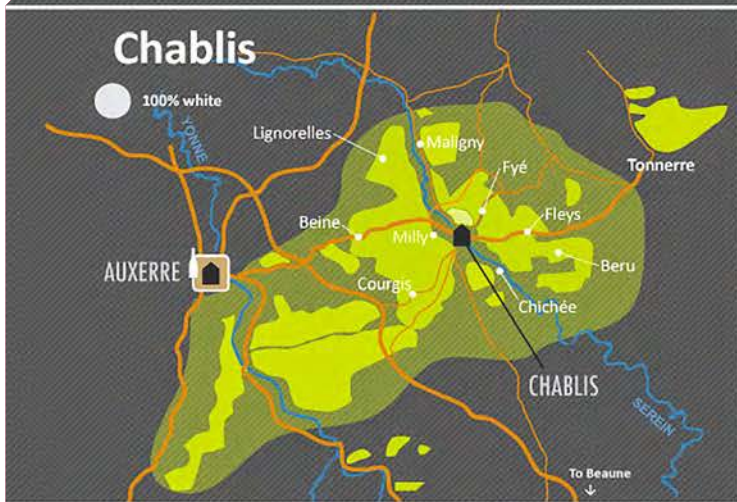 Chablis
100% white
YONNE
Lignorelles
Maligny
Fyé
Tonnerre
Beine
Milly
Fleys
AUXERRE
Beru
Courgis
Chichée
CHABLIS
SEREIN
To Beaune